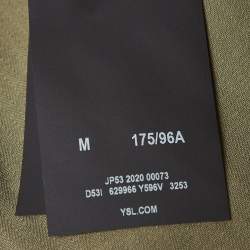 M 175/96A
JP53 2020 00073
D53I 629966 Y596V 3253
YSL.COM